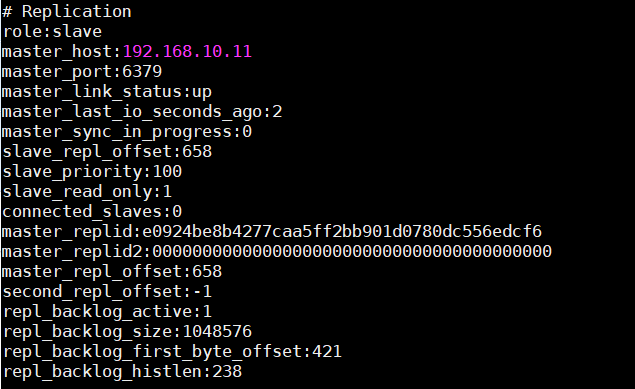 # Replication
role:slave
master_host:192.168.10.11
master_port:6379
master_link_status:up
master_last_io_seconds_ago:2
master_sync_in_progress:0
slave_repl_offset:658
slave_priority:100
slave_read_only:1
connected_slaves:0
master_replid:e0924be8b4277caa5ff2bb901d0780dc556edcf6
master_replid2:0000000000000000000000000000000000000000
master_repl_offset:658
second_repl_offset:-1
repl_backlog_active:1
repl_backlog_size:1048576
repl_backlog_first_byte_offset:421
repl_backlog_histlen:238